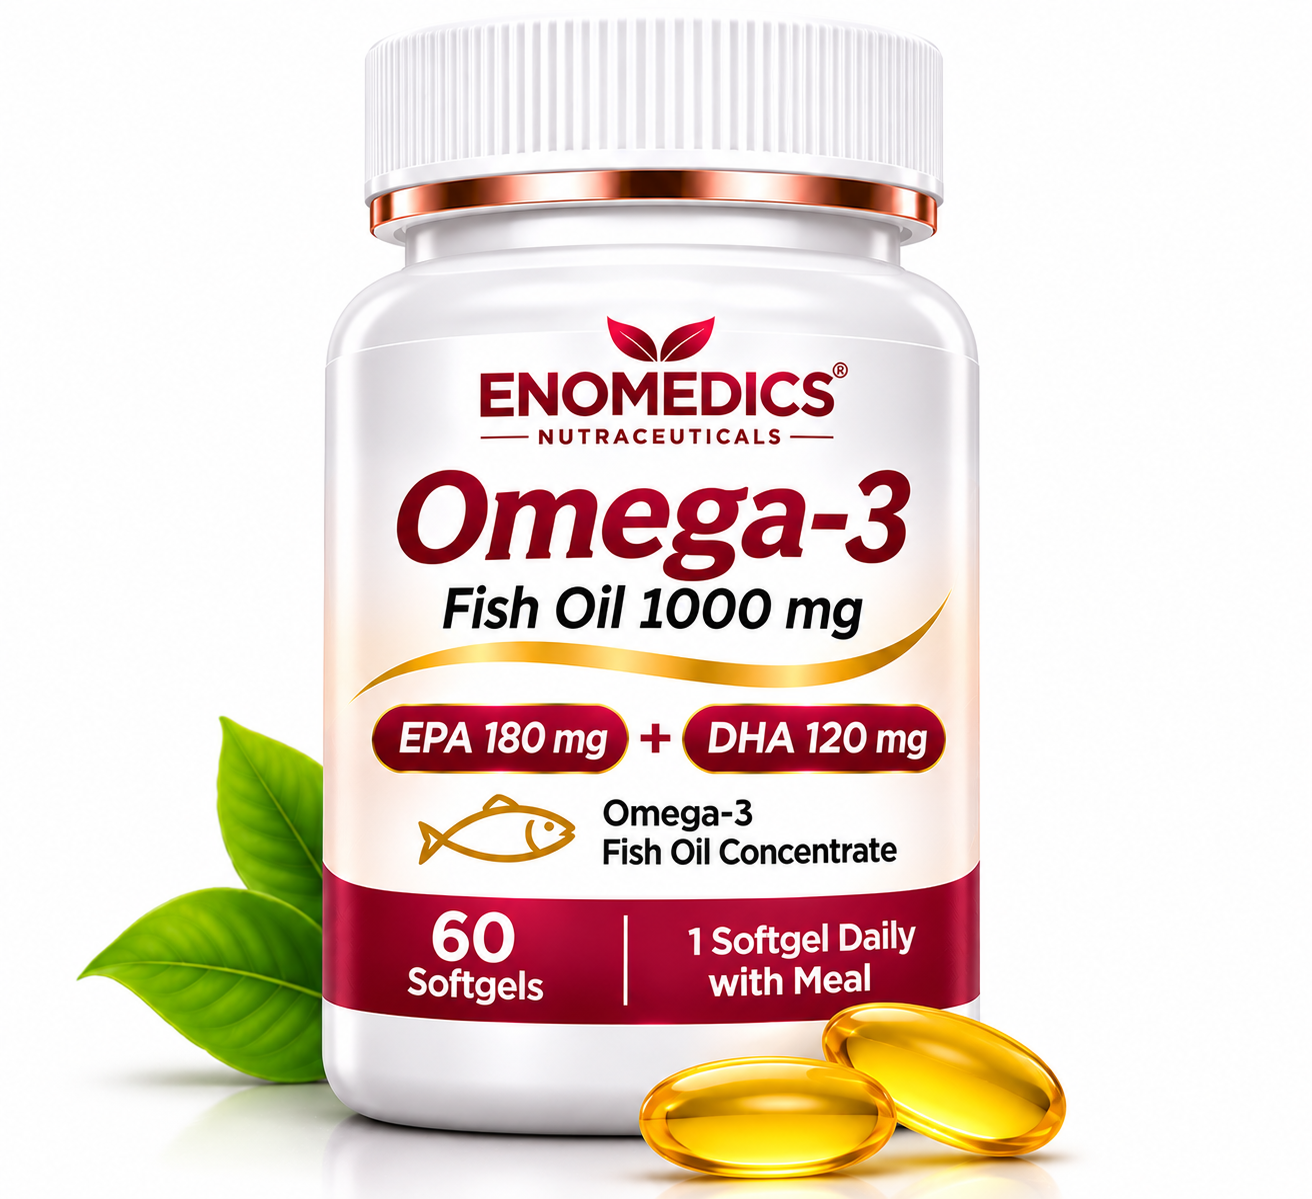 ENOMEDICS®
NUTRACEUTICALS
Omega-3
Fish Oil 1000 mg
EPA 180 mg + DHA 120 mg
Omega-3
Fish Oil Concentrate
60
Softgels
1 Softgel Daily
with Meal